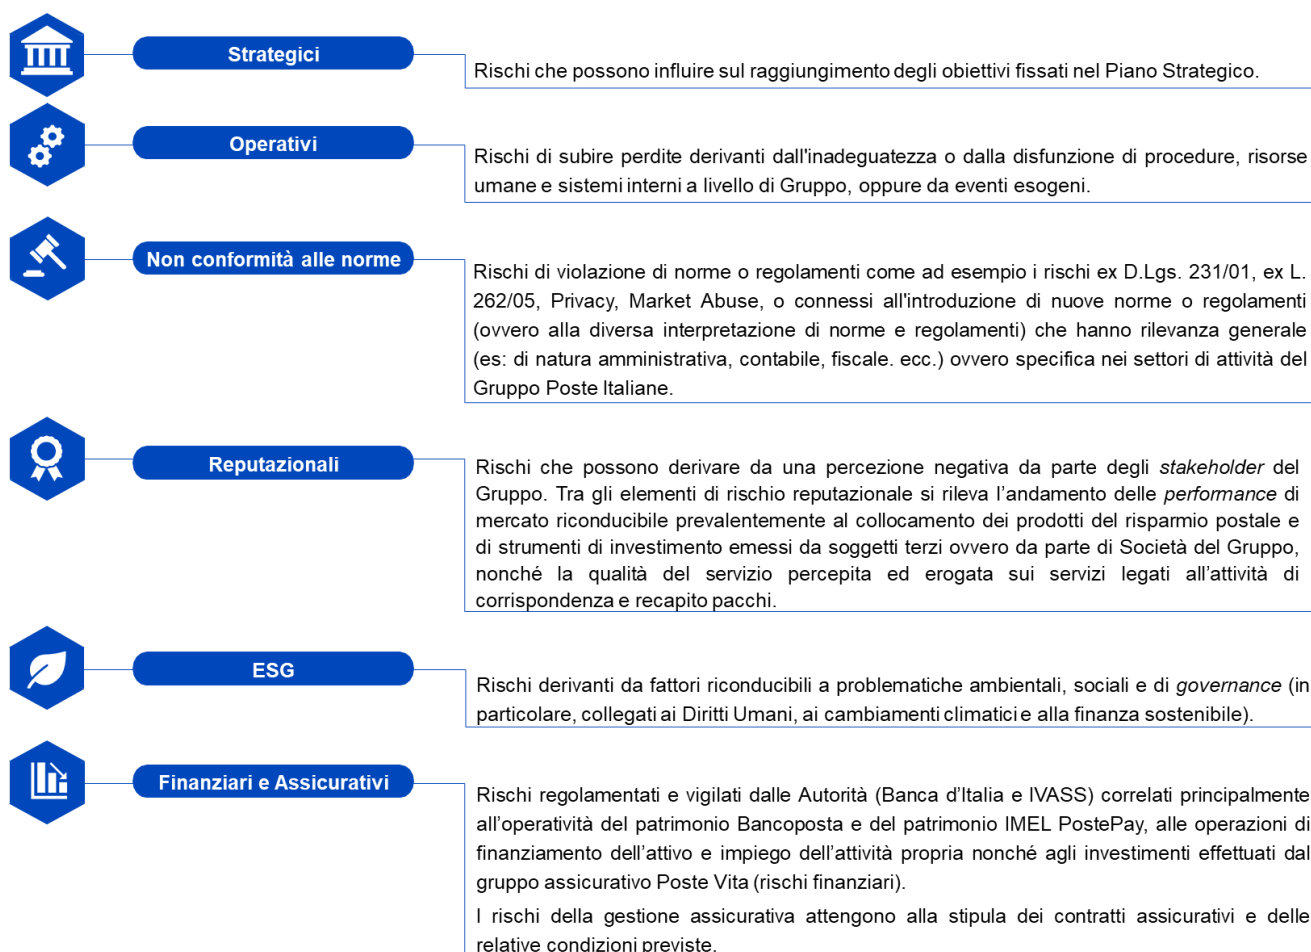 Strategici
Rischi che possono influire sul raggiungimento degli obiettivi fissati nel Piano Strategico.
Operativi
Rischi di subire perdite derivanti dall'inadeguatezza o dalla disfunzione di procedure, risorse
umane e sistemi interni a livello di Gruppo, oppure da eventi esogeni.
Non conformità alle norme
Rischi di violazione di norme o regolamenti come ad esempio i rischi ex D.Lgs. 231/01, ex L.
262/05, Privacy, Market Abuse, o connessi all'introduzione di nuove norme o regolamenti
(ovvero alla diversa interpretazione di norme e regolamenti) che hanno rilevanza generale
(es: di natura amministrativa, contabile, fiscale. ecc.) ovvero specifica nei settori di attività del
Gruppo Poste Italiane.
Reputazionali
Rischi che possono derivare da una percezione negativa da parte degli stakeholder del
Gruppo. Tra gli elementi di rischio reputazionale si rileva l’andamento delle performance di
mercato riconducibile prevalentemente al collocamento dei prodotti del risparmio postale e
di strumenti di investimento emessi da soggetti terzi ovvero da parte di Società del Gruppo,
nonché la qualità del servizio percepita ed erogata sui servizi legati all’attività di
corrispondenza e recapito pacchi.
ESG
Rischi derivanti da fattori riconducibili a problematiche ambientali, sociali e di governance (in
particolare, collegati ai Diritti Umani, ai cambiamenti climatici e alla finanza sostenibile).
Finanziari e Assicurativi
Rischi regolamentati e vigilati dalle Autorità (Banca d’Italia e IVASS) correlati principalmente
all’operatività del patrimonio Bancoposta e del patrimonio IMEL PostePay, alle operazioni di
finanziamento dell’attivo e impiego dell’attività propria nonché agli investimenti effettuati dal
gruppo assicurativo Poste Vita (rischi finanziari).
I rischi della gestione assicurativa attengono alla stipula dei contratti assicurativi e delle
relative condizioni previste.